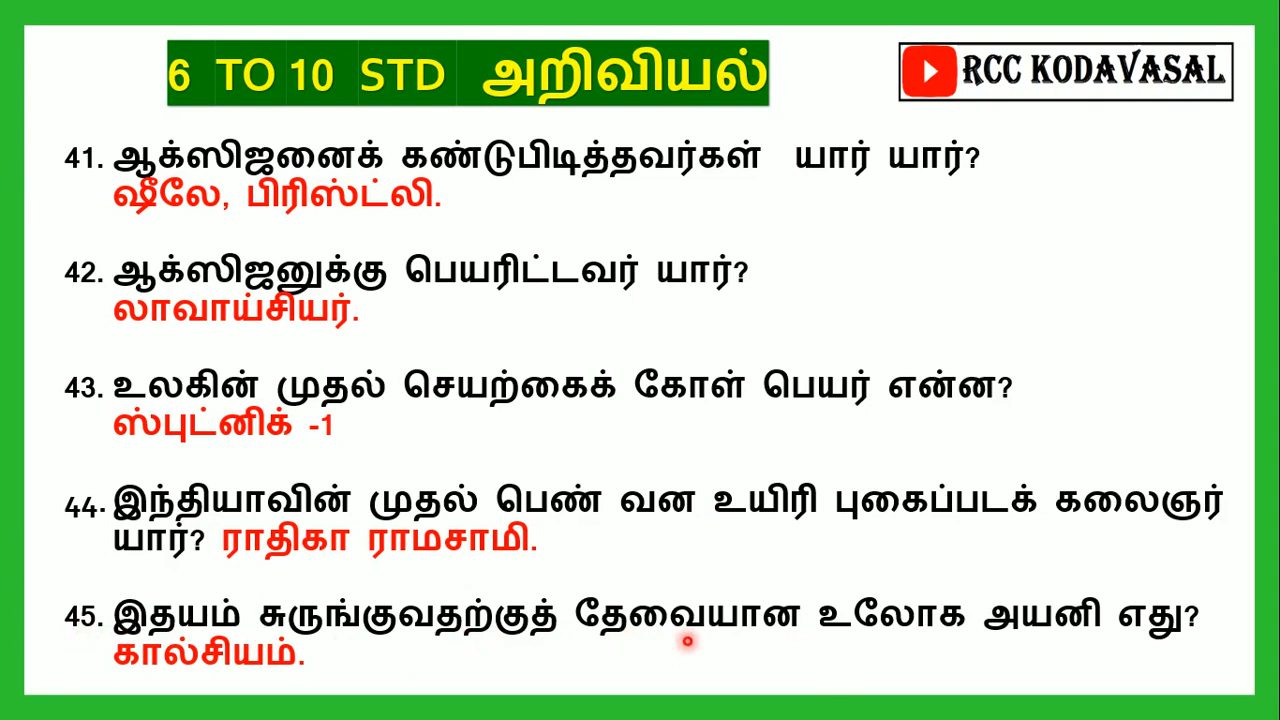 6 TO 10 STD அறிவியல்
RCC KODAVASAL
41. ஆக்ஸிஜனைக் கண்டுபிடித்தவர்கள் யார் யார்?
ஷீலே, பிரிஸ்ட்லி.
42. ஆக்ஸிஜனுக்கு பெயரிட்டவர் யார்?
லாவாய்சியர்.
43. உலகின் முதல் செயற்கைக் கோள் பெயர் என்ன?
ஸ்புட்னிக் -1
44. இந்தியாவின் முதல் பெண் வன உயிரி புகைப்படக் கலைஞர்
யார்? ராதிகா ராமசாமி.
45. இதயம் சுருங்குவதற்குத் தேவையான உலோக அயனி எது?
கால்சியம்.